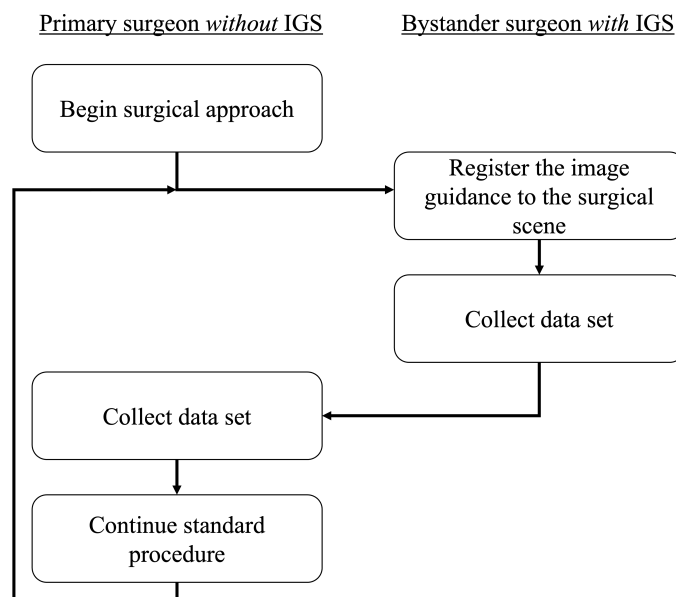 Primary surgeon without IGS
Bystander surgeon with IGS
Begin surgical approach
Register the image
guidance to the surgical
scene
Collect data set
Collect data set
Continue standard
procedure